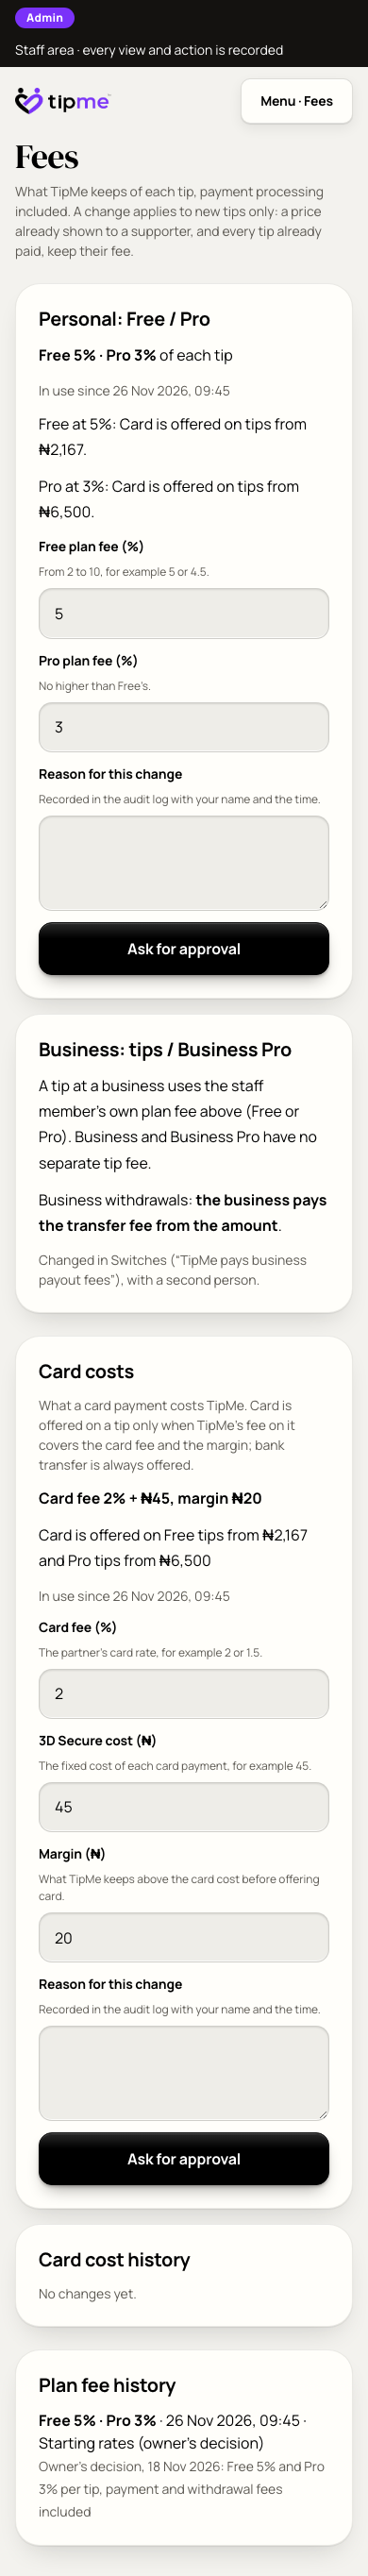 Admin
Staff area · every view and action is recorded
tipme™
Menu · Fees
Fees
What TipMe keeps of each tip, payment processing
included. A change applies to new tips only: a price
already shown to a supporter, and every tip already
paid, keep their fee.
Personal: Free / Pro
Free 5% · Pro 3% of each tip
In use since 26 Nov 2026, 09:45
Free at 5%: Card is offered on tips from
₦2,167.
Pro at 3%: Card is offered on tips from
₦6,500.
Free plan fee (%)
From 2 to 10, for example 5 or 4.5.
5
Pro plan fee (%)
No higher than Free’s.
3
Reason for this change
Recorded in the audit log with your name and the time.
Ask for approval
Business: tips / Business Pro
A tip at a business uses the staff
member’s own plan fee above (Free or
Pro). Business and Business Pro have no
separate tip fee.
Business withdrawals: the business pays
the transfer fee from the amount.
Changed in Switches (“TipMe pays business
payout fees”), with a second person.
Card costs
What a card payment costs TipMe. Card is
offered on a tip only when TipMe’s fee on it
covers the card fee and the margin; bank
transfer is always offered.
Card fee 2% + ₦45, margin ₦20
Card is offered on Free tips from ₦2,167
and Pro tips from ₦6,500
In use since 26 Nov 2026, 09:45
Card fee (%)
The partner’s card rate, for example 2 or 1.5.
2
3D Secure cost (₦)
The fixed cost of each card payment, for example 45.
45
Margin (₦)
What TipMe keeps above the card cost before offering
card.
20
Reason for this change
Recorded in the audit log with your name and the time.
Ask for approval
Card cost history
No changes yet.
Plan fee history
Free 5% · Pro 3% · 26 Nov 2026, 09:45 ·
Starting rates (owner’s decision)
Owner’s decision, 18 Nov 2026: Free 5% and Pro
3% per tip, payment and withdrawal fees
included